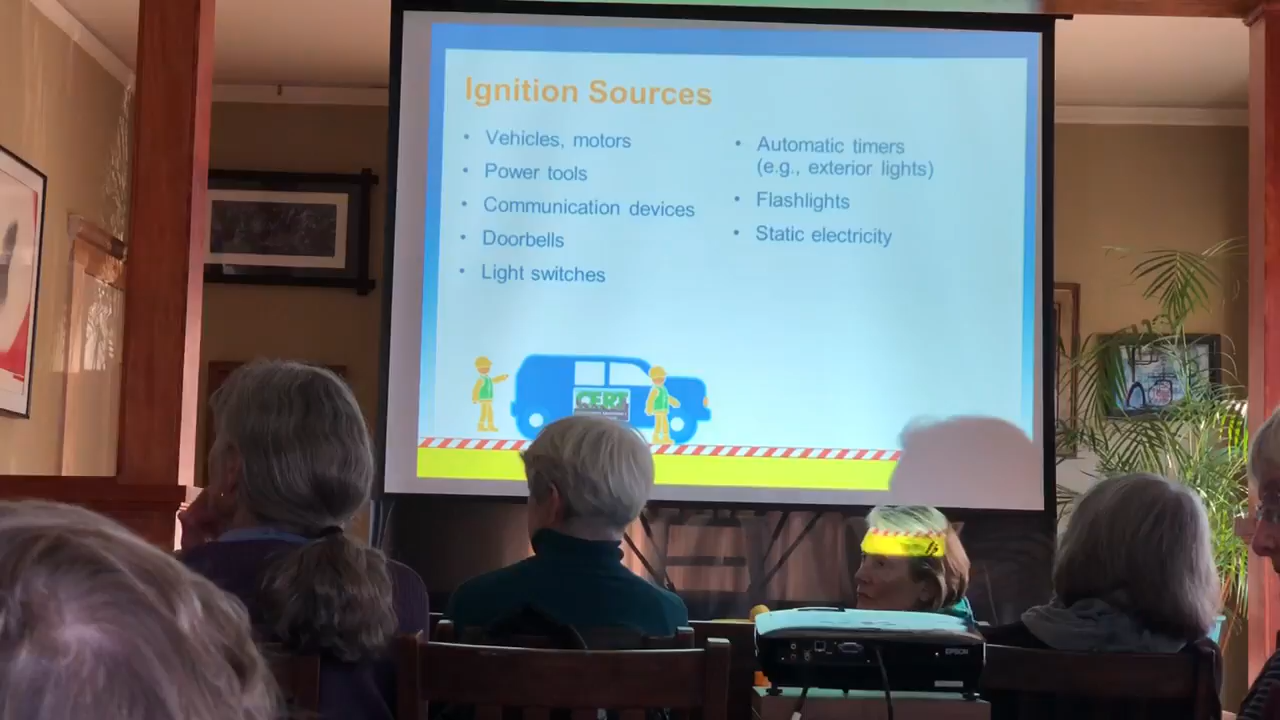 Ignition Sources
• Vehicles, motors
• Power tools
• Communication devices
• Doorbells
• Light switches
• Automatic timers
(e.g., exterior lights)
• Flashlights
• Static electricity
CERT
EPSON